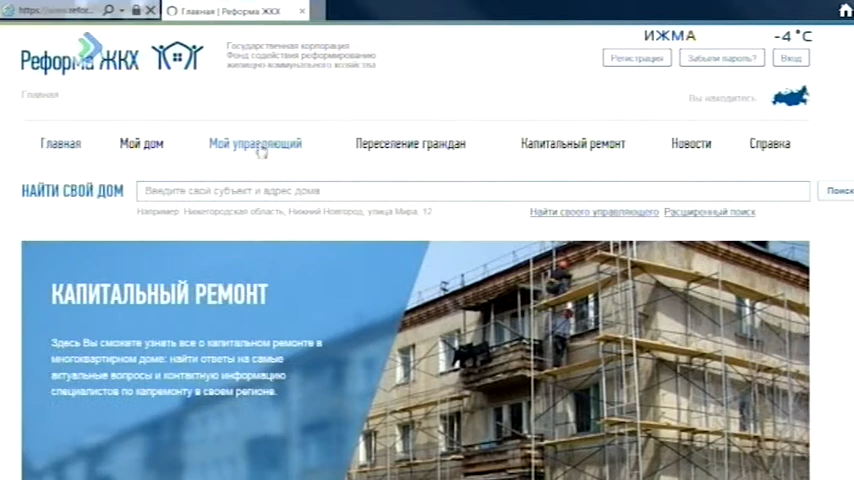 Главная | Реформа ЖКХ
ИЖМА -4 °C
Реформа ЖКХ
Государственная корпорация
Фонд содействия реформированию
жилищно-коммунального хозяйства
Регистрация Забыли пароль? Вход
Главная
Вы находитесь
Главная Мой дом Мой управляющий Переселение граждан Капитальный ремонт Новости Справка
НАЙТИ СВОЙ ДОМ Введите свой субъект и адрес дома Поиск
Например: Нижегородская область, Нижний Новгород, улица Мира, 12 Найти своего управляющего Расширенный поиск
КАПИТАЛЬНЫЙ РЕМОНТ
Здесь Вы сможете узнать все о капитальном ремонте в
многоквартирном доме: найти ответы на самые
актуальные вопросы и контактную информацию
специалистов по капремонту в своем регионе.